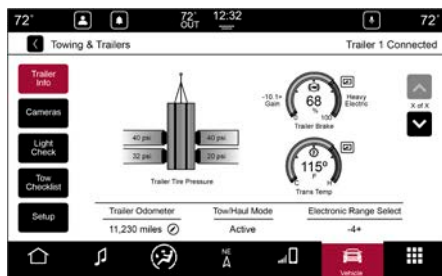 72° 72° OUT 12:32 72°
Towing & Trailers Trailer 1 Connected
Trailer Info
Cameras
Light Check
Tow Checklist
Setup
40 psi 40 psi
32 psi 20 psi
Trailer Tire Pressure
-10.1+ Gain
68 %
0 100
Heavy Electric
Trailer Brake
115° F
C H
Trans Temp
X of X
Trailer Odometer Tow/Haul Mode Electronic Range Select
11,230 miles Active -4+
NE
A
Vehicle